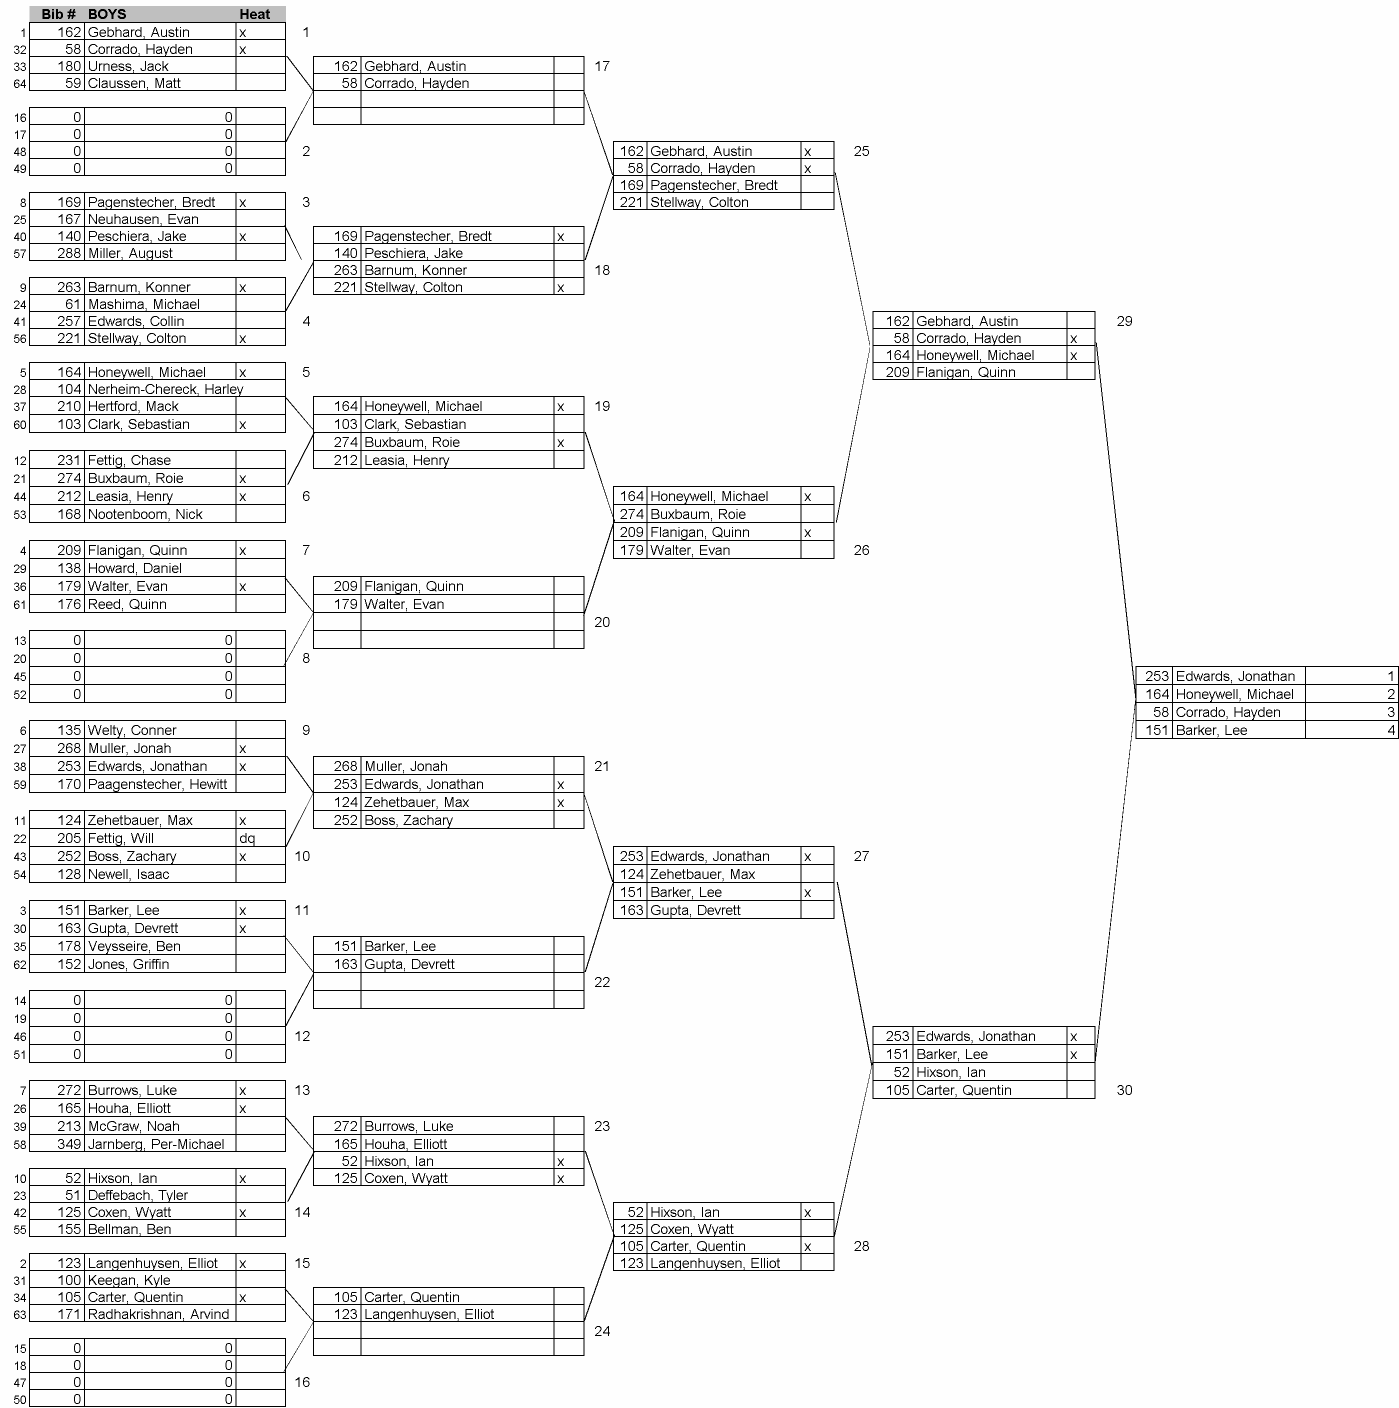 Bib # BOYS Heat
1 162 Gebhard, Austin x 1
32 58 Corrado, Hayden x
33 180 Urness, Jack
64 59 Claussen, Matt
16 0 0
17 0 0
48 0 0 2
49 0 0
8 169 Pagenstecher, Bredt x 3
25 167 Neuhausen, Evan
40 140 Peschiera, Jake x
57 288 Miller, August
9 263 Barnum, Konner x
24 61 Mashima, Michael
41 257 Edwards, Collin 4
56 221 Stellway, Colton x
5 164 Honeywell, Michael x 5
28 104 Nerheim-Chereck, Harley
37 210 Hertford, Mack
60 103 Clark, Sebastian x
12 231 Fettig, Chase
21 274 Buxbaum, Roie x
44 212 Leasia, Henry x 6
53 168 Nootenboom, Nick
4 209 Flanigan, Quinn x 7
29 138 Howard, Daniel
36 179 Walter, Evan x
61 176 Reed, Quinn
13 0 0
20 0 0 8
45 0 0
52 0 0
6 135 Welty, Conner 9
27 268 Muller, Jonah x
38 253 Edwards, Jonathan x
59 170 Paagenstecher, Hewitt
11 124 Zehetbauer, Max x
22 205 Fettig, Will dq
43 252 Boss, Zachary x 10
54 128 Newell, Isaac
3 151 Barker, Lee x 11
30 163 Gupta, Devrett x
35 178 Veysseire, Ben
62 152 Jones, Griffin
14 0 0
19 0 0
46 0 0 12
51 0 0
7 272 Burrows, Luke x 13
26 165 Houha, Elliott x
39 213 McGraw, Noah
58 349 Jarnberg, Per-Michael
10 52 Hixson, Ian x
23 51 Deffebach, Tyler
42 125 Coxen, Wyatt x 14
55 155 Bellman, Ben
2 123 Langenhuysen, Elliot x 15
31 100 Keegan, Kyle
34 105 Carter, Quentin x
63 171 Radhakrishnan, Arvind
15 0 0
18 0 0
47 0 0 16
50 0 0
162 Gebhard, Austin 17
58 Corrado, Hayden
169 Pagenstecher, Bredt x
140 Peschiera, Jake
263 Barnum, Konner 18
221 Stellway, Colton x
164 Honeywell, Michael x 19
103 Clark, Sebastian
274 Buxbaum, Roie x
212 Leasia, Henry
209 Flanigan, Quinn
179 Walter, Evan
20
268 Muller, Jonah 21
253 Edwards, Jonathan x
124 Zehetbauer, Max x
252 Boss, Zachary
151 Barker, Lee
163 Gupta, Devrett
22
272 Burrows, Luke 23
165 Houha, Elliott
52 Hixson, Ian x
125 Coxen, Wyatt x
105 Carter, Quentin
123 Langenhuysen, Elliot
24
162 Gebhard, Austin x 25
58 Corrado, Hayden x
169 Pagenstecher, Bredt
221 Stellway, Colton
164 Honeywell, Michael x
274 Buxbaum, Roie
209 Flanigan, Quinn x
179 Walter, Evan 26
253 Edwards, Jonathan x 27
124 Zehetbauer, Max
151 Barker, Lee x
163 Gupta, Devrett
52 Hixson, Ian x
125 Coxen, Wyatt
105 Carter, Quentin x 28
123 Langenhuysen, Elliot
162 Gebhard, Austin 29
58 Corrado, Hayden x
164 Honeywell, Michael x
209 Flanigan, Quinn
253 Edwards, Jonathan x
151 Barker, Lee x
52 Hixson, Ian
105 Carter, Quentin 30
253 Edwards, Jonathan 1
164 Honeywell, Michael 2
58 Corrado, Hayden 3
151 Barker, Lee 4